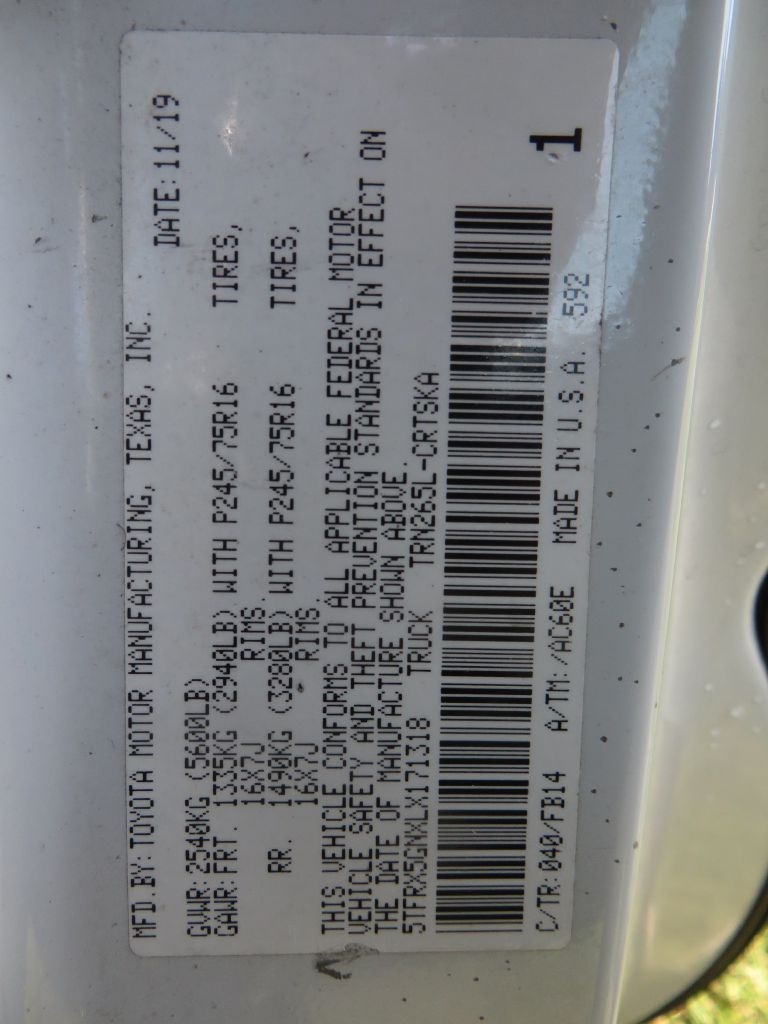 MFD.BY:TOYOTA MOTOR MANUFACTURING, TEXAS, INC.
DATE:11/19
GVWR:2540KG (5600LB)
GAWR:FRT. 1335KG (2940LB) WITH P245/75R16 TIRES,
16X7J RIMS.
RR. 1490KG (3280LB) WITH P245/75R16 TIRES,
16X7J RIMS.
THIS VEHICLE CONFORMS TO ALL APPLICABLE FEDERAL MOTOR
VEHICLE SAFETY AND THEFT PREVENTION STANDARDS IN EFFECT ON
THE DATE OF MANUFACTURE SHOWN ABOVE.
5TFRX5GNXLX171318 TRUCK TRN265L-CRTSKA
1
C/TR:040/FB14 A/TM:/AC60E MADE IN U.S.A. 592